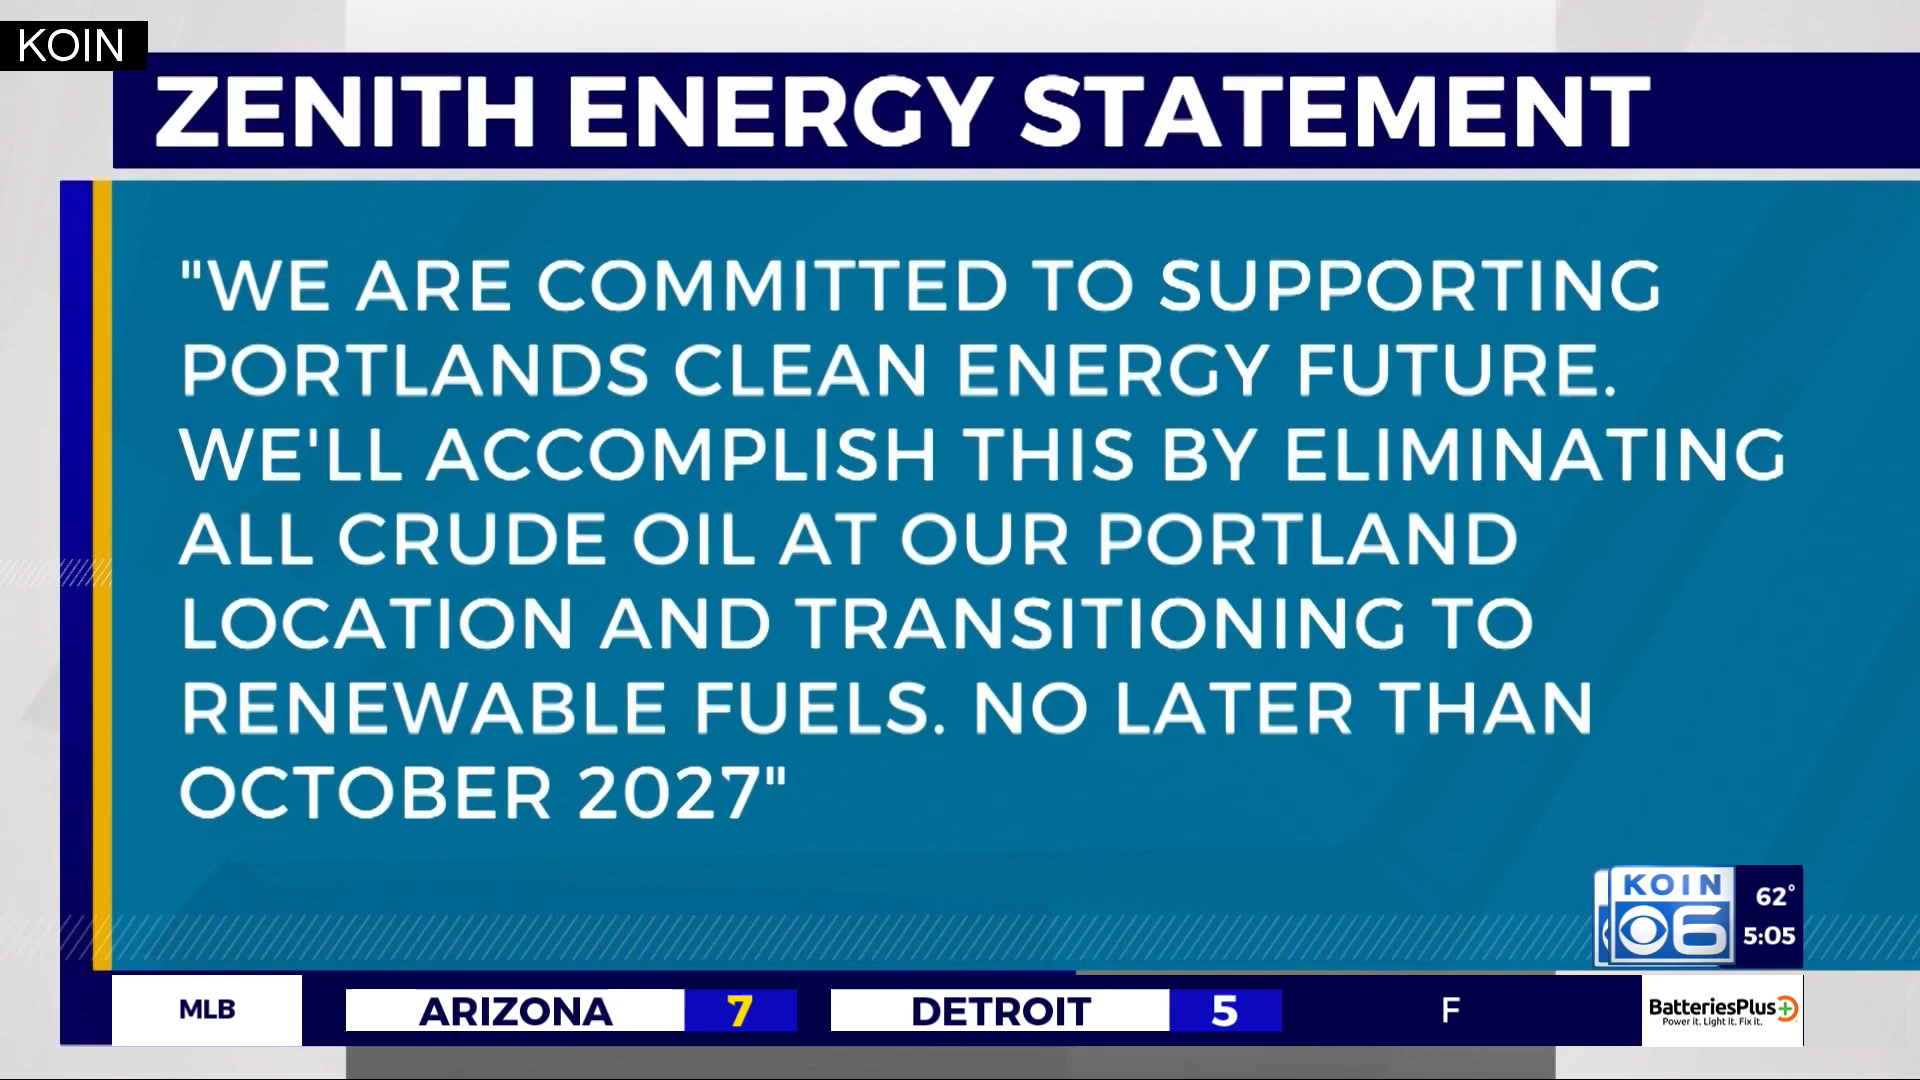 KOIN
ZENITH ENERGY STATEMENT
"WE ARE COMMITTED TO SUPPORTING
PORTLANDS CLEAN ENERGY FUTURE.
WE'LL ACCOMPLISH THIS BY ELIMINATING
ALL CRUDE OIL AT OUR PORTLAND
LOCATION AND TRANSITIONING TO
RENEWABLE FUELS. NO LATER THAN
OCTOBER 2027"
KOIN
6
62°
5:05
MLB
ARIZONA 7 DETROIT 5 F
BatteriesPlus+
Power it. Light it. Fix it.